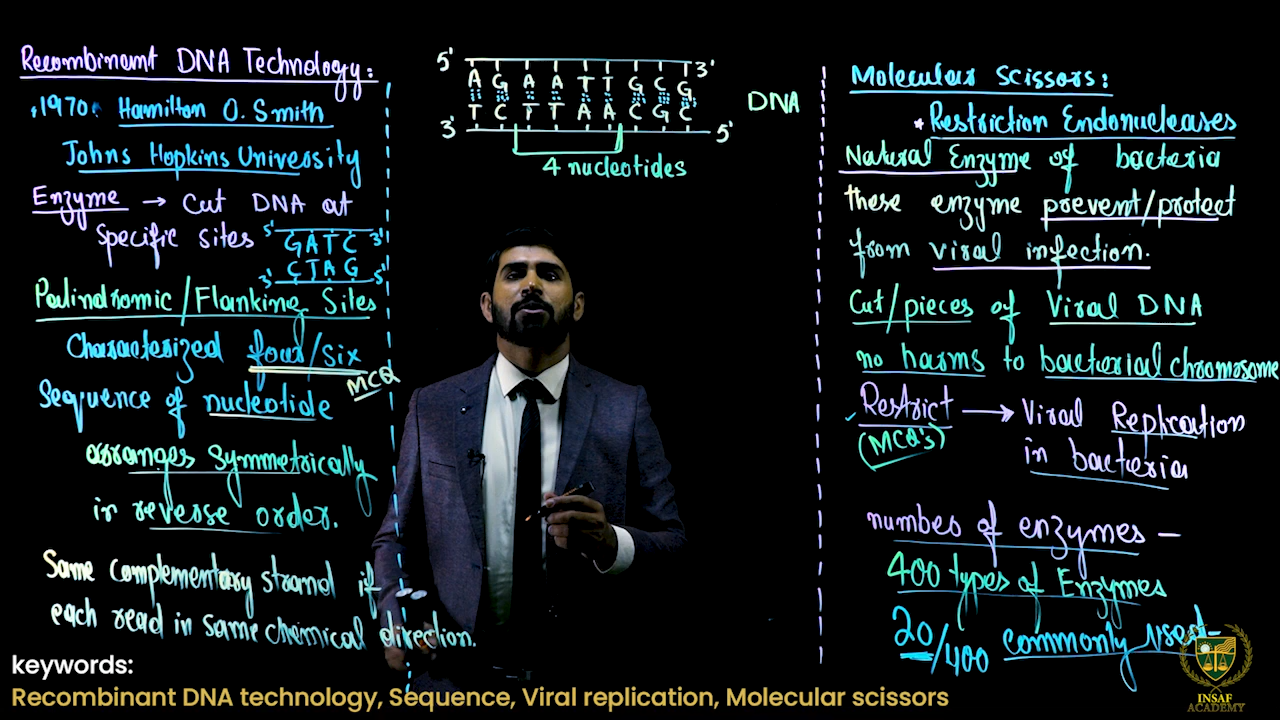 Recombinant DNA Technology:
1970: Hamilton O. Smith
Johns Hopkins University
Enzyme → Cut DNA at
Specific sites
5' GATC 3'
3' CTAG 5'
Palindromic/Flanking Sites
Characterized four/six
MCQ
Sequence of nucleotide
arranges symmetrically
in reverse order.
Same complementary strand if
each read in same chemical direction.
5' 3'
A G A A T T G C G
T C T T A A C G C
3' 5'
DNA
4 nucleotides
Molecular Scissors:
* Restriction Endonucleases
Natural Enzyme of bacteria
these enzyme prevent/protect
from viral infection.
Cut/pieces of Viral DNA
no harms to bacterial chromosome
Restrict → Viral Replication
(MCQ's) in bacteria
number of enzymes -
400 types of Enzymes
20/400 commonly used-
INSAF
ACADEMY
keywords:
Recombinant DNA technology, Sequence, Viral replication, Molecular scissors